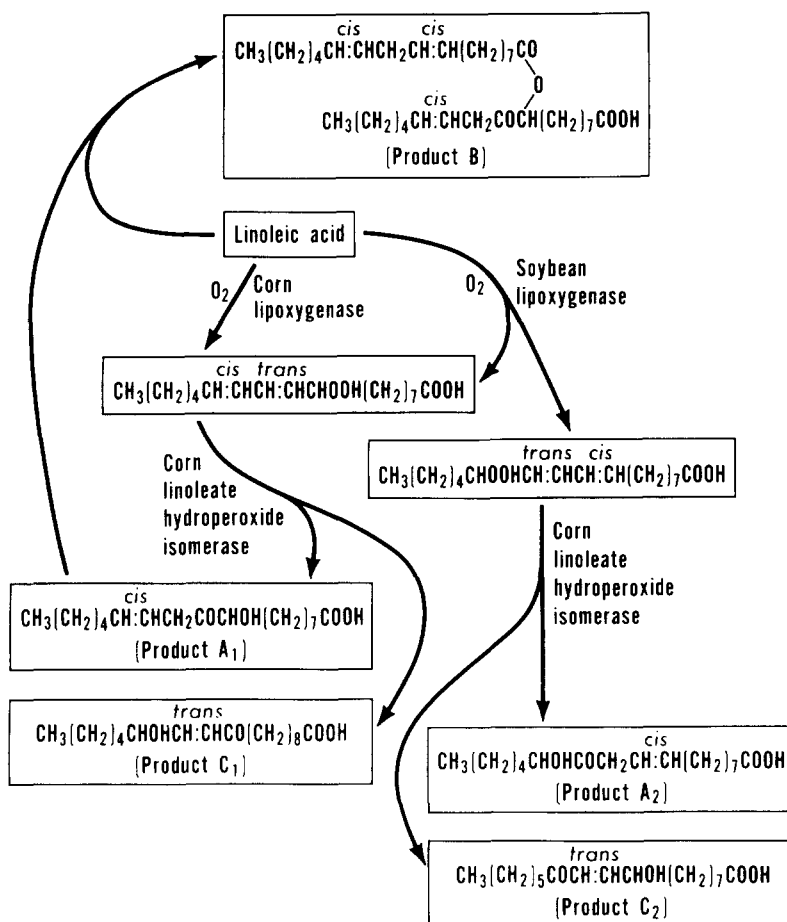 cis cis
CH3(CH2)4CH:CHCH2CH:CH(CH2)7CO
O
cis
CH3(CH2)4CH:CHCH2COCH(CH2)7COOH
(Product B)
Linoleic acid
O2
Corn
lipoxygenase
O2
Soybean
lipoxygenase
cis trans
CH3(CH2)4CH:CHCH:CHCHOOH(CH2)7COOH
trans cis
CH3(CH2)4CHOOHCH:CHCH:CH(CH2)7COOH
Corn
linoleate
hydroperoxide
isomerase
Corn
linoleate
hydroperoxide
isomerase
cis
CH3(CH2)4CH:CHCH2COCHOH(CH2)7COOH
(Product A1)
trans
CH3(CH2)4CHOHCH:CHCO(CH2)8COOH
(Product C1)
cis
CH3(CH2)4CHOHCOCH2CH:CH(CH2)7COOH
(Product A2)
trans
CH3(CH2)5COCH:CHCHOH(CH2)7COOH
(Product C2)